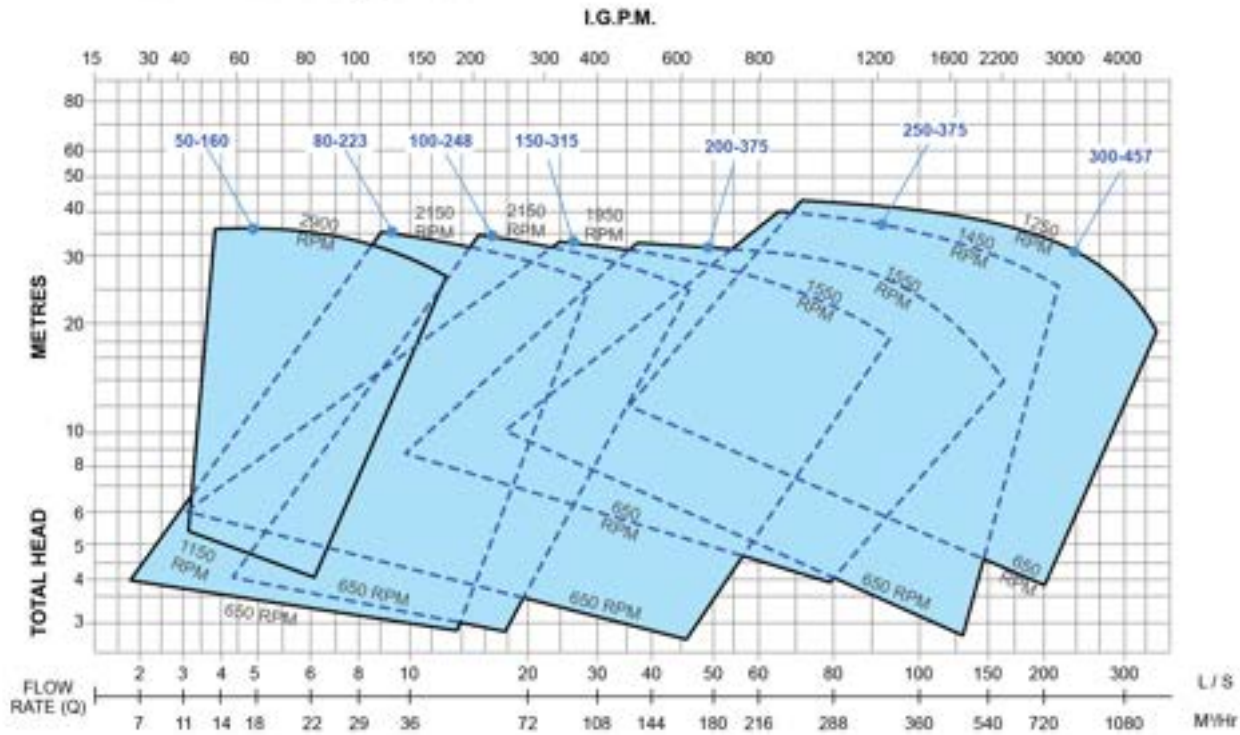 I.G.P.M.
15 30 40 60 80 100 150 200 300 400 600 800 1200 1600 2200 3000 4000
80
60
50
40
30
20
10
8
6
5
4
3
METRES
TOTAL HEAD
50-160
80-223
100-248
150-315
200-375
250-375
300-457
2900
RPM
2150
RPM
2150
RPM
1950
RPM
1550
RPM
1550
RPM
1450
RPM
1250
RPM
1150
RPM
650 RPM
650 RPM
650 RPM
650
RPM
650 RPM
650
RPM
2 3 4 5 6 8 10 20 30 40 50 60 80 100 150 200 300 L / S
FLOW
RATE (Q)
7 11 14 18 22 29 36 72 108 144 180 216 288 360 540 720 1080 M³/Hr